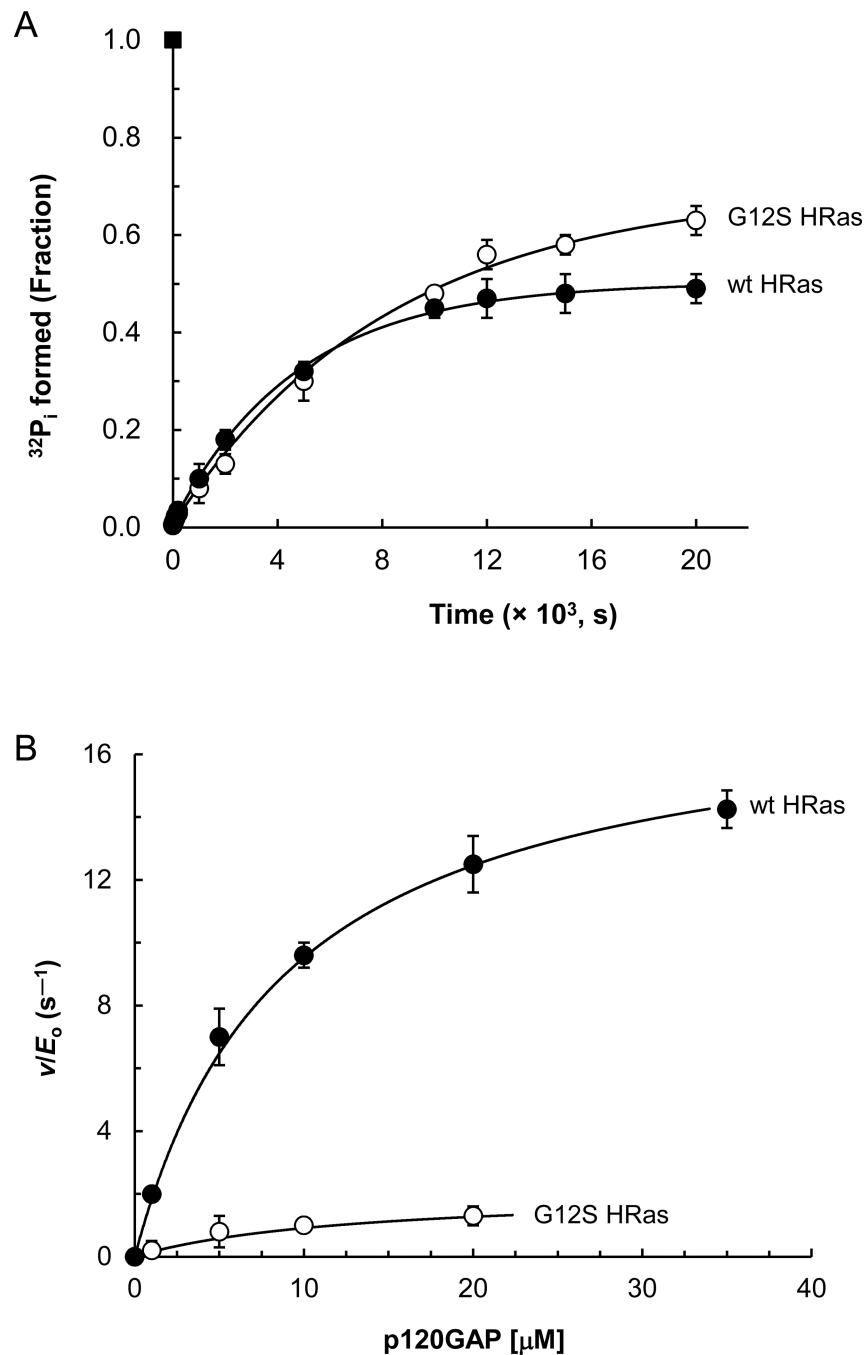 A
1.0
0.8
0.6
0.4
0.2
0.0
³²Pᵢ formed (Fraction)
G12S HRas
wt HRas
0 4 8 12 16 20
Time (× 10³, s)
B
16
12
8
4
0
v/Eₒ (s⁻¹)
wt HRas
G12S HRas
0 10 20 30 40
p120GAP [μM]